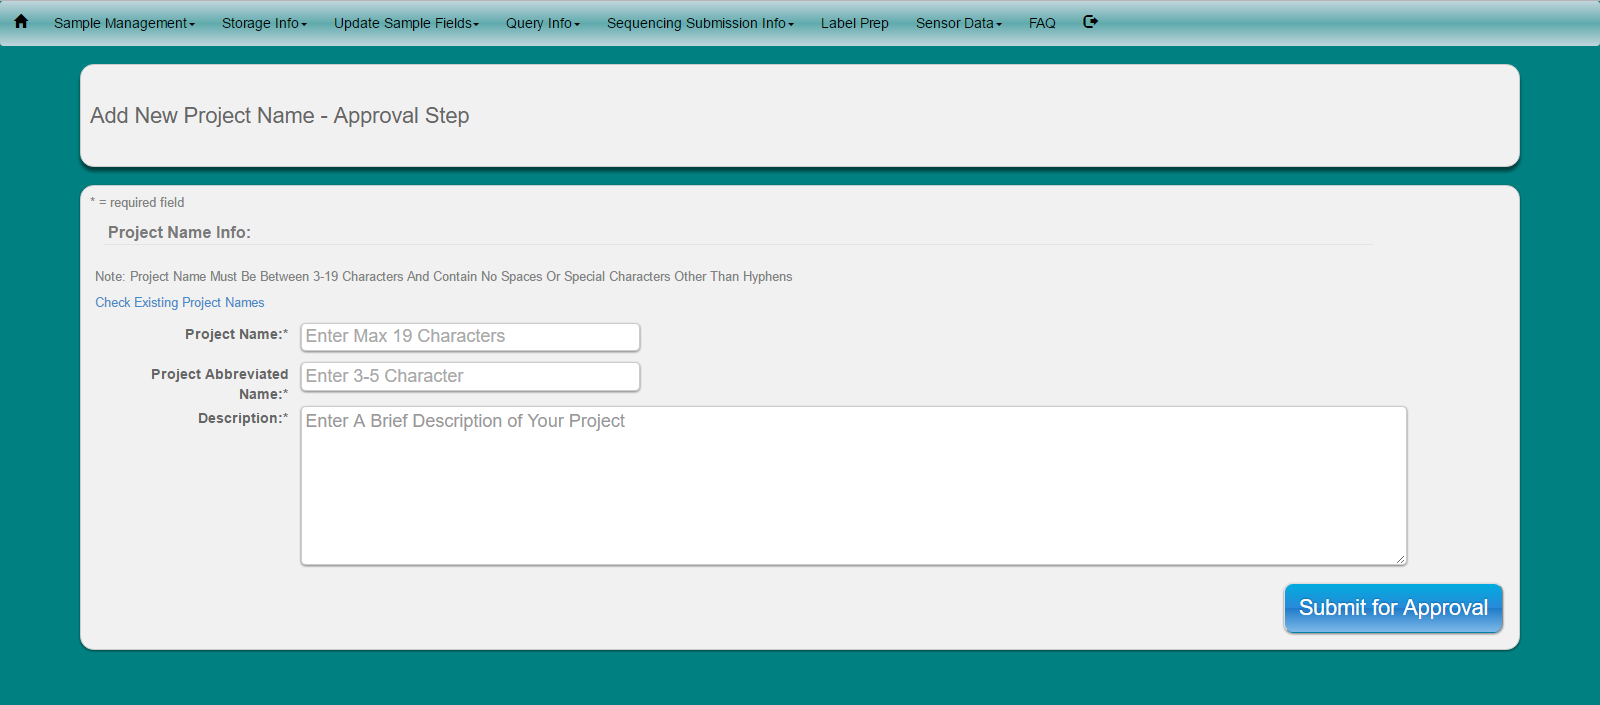 Sample Management Storage Info Update Sample Fields Query Info Sequencing Submission Info Label Prep Sensor Data FAQ
Add New Project Name - Approval Step
* = required field
Project Name Info:
Note: Project Name Must Be Between 3-19 Characters And Contain No Spaces Or Special Characters Other Than Hyphens
Check Existing Project Names
Project Name:* Enter Max 19 Characters
Project Abbreviated Enter 3-5 Character
Name:*
Description:* Enter A Brief Description of Your Project
Submit for Approval